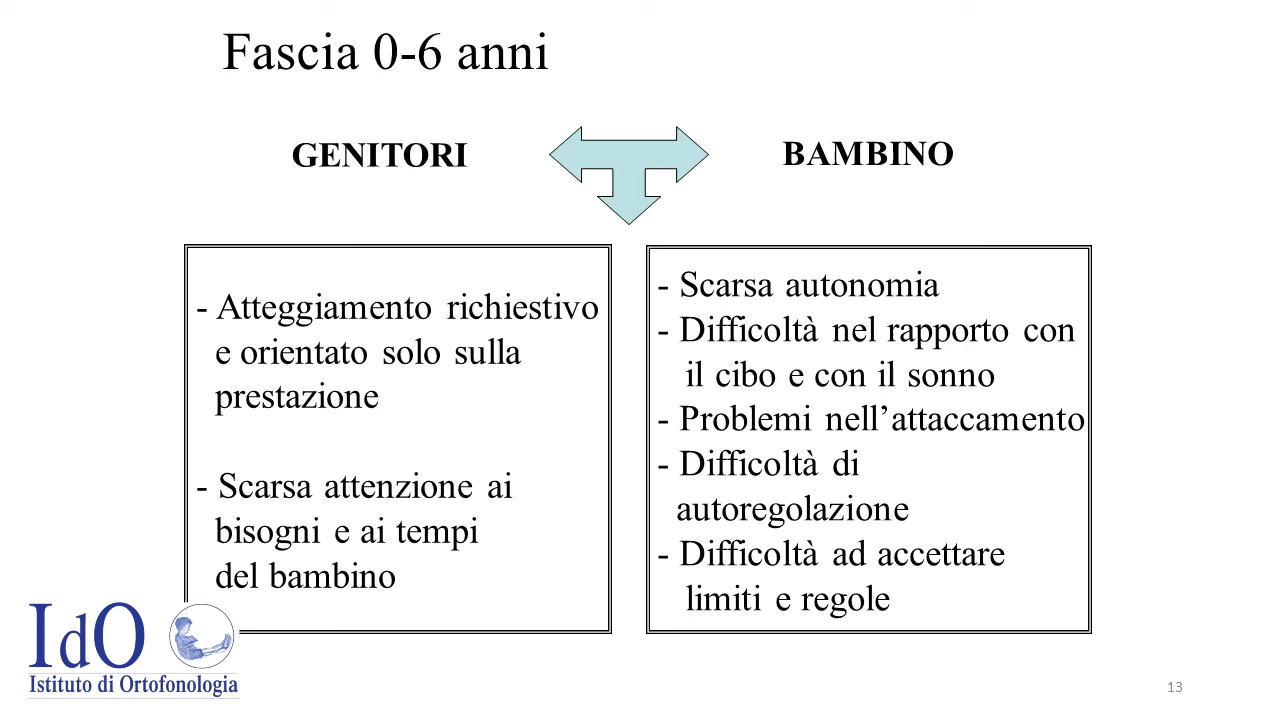 Fascia 0-6 anni
GENITORI
BAMBINO
- Atteggiamento richiestivo
e orientato solo sulla
prestazione
- Scarsa attenzione ai
bisogni e ai tempi
del bambino
- Scarsa autonomia
- Difficoltà nel rapporto con
il cibo e con il sonno
- Problemi nell’attaccamento
- Difficoltà di
autoregolazione
- Difficoltà ad accettare
limiti e regole
IdO
Istituto di Ortofonologia
13